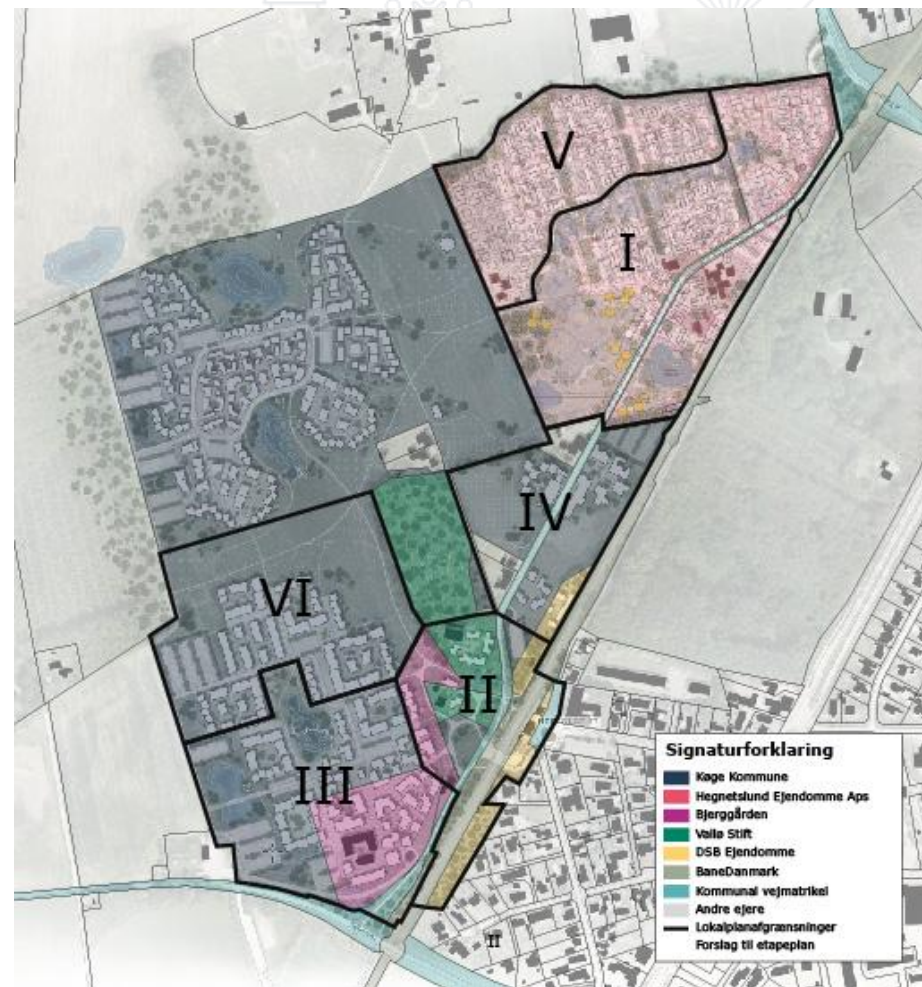 V
I
IV
VI
II
III
II
Signaturforklaring
Køge Kommune
Hegnetslund Ejendomme Aps
Bjerggården
Vallø Stift
DSB Ejendomme
BaneDanmark
Kommunal vejmatrikel
Andre ejere
Lokalplanafgrænsninger
Forslag til etapeplan